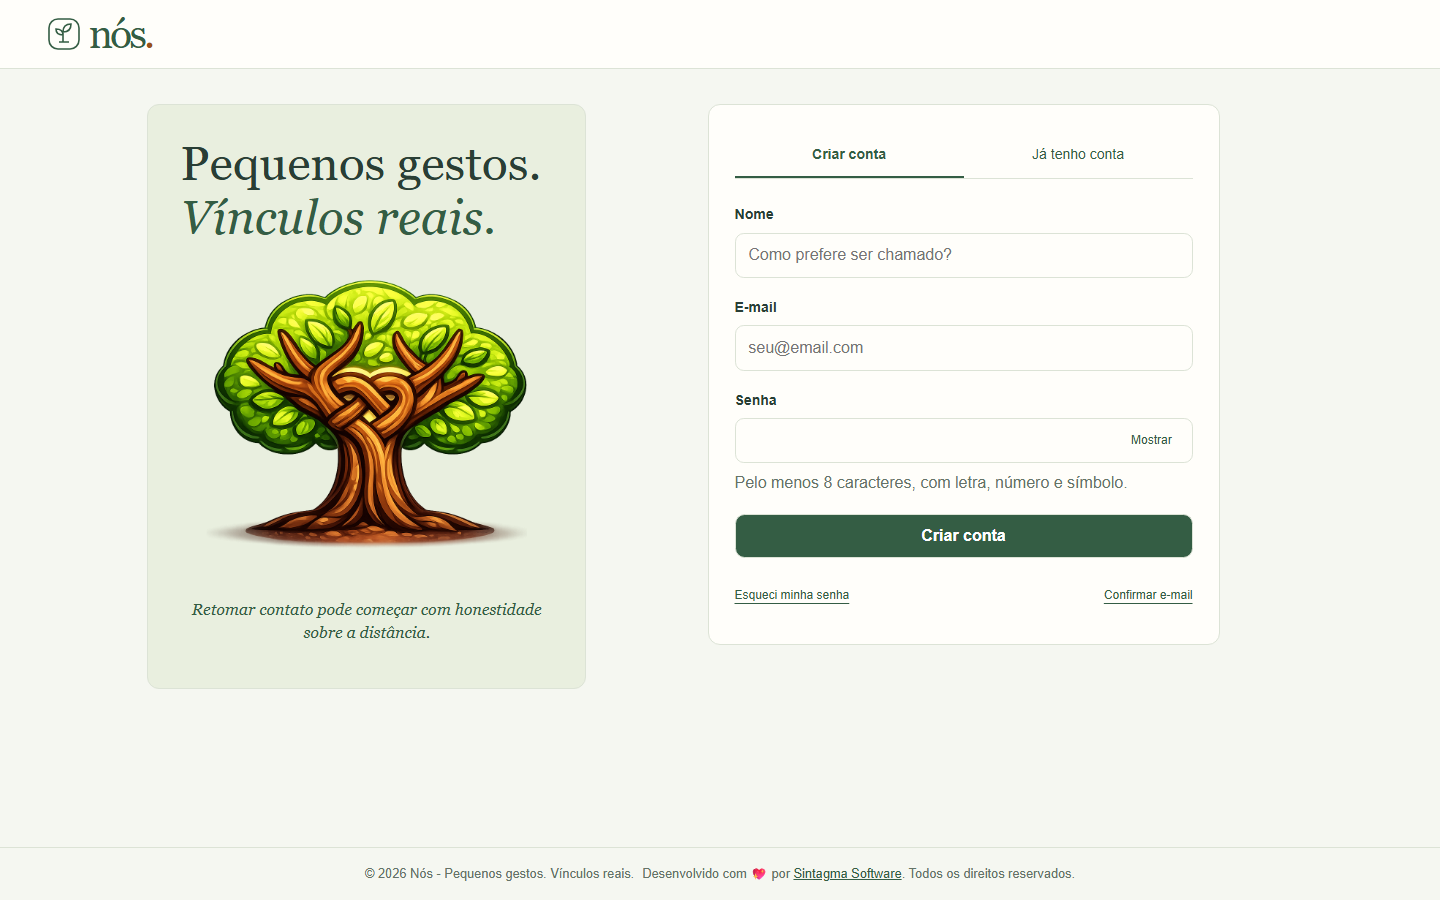 nós.
Pequenos gestos.
Vínculos reais.
Retomar contato pode começar com honestidade
sobre a distância.
Criar conta
Já tenho conta
Nome
Como prefere ser chamado?
E-mail
seu@email.com
Senha
Mostrar
Pelo menos 8 caracteres, com letra, número e símbolo.
Criar conta
Esqueci minha senha
Confirmar e-mail
© 2026 Nós - Pequenos gestos. Vínculos reais. Desenvolvido com 💖 por Sintagma Software. Todos os direitos reservados.